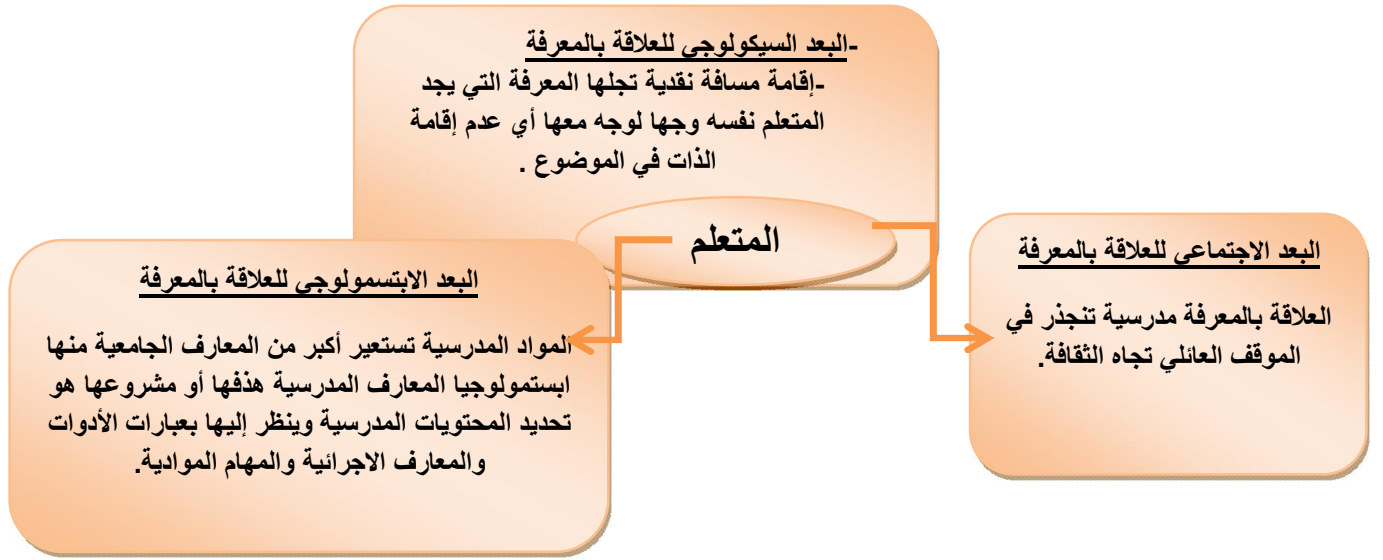 -البعد السيكولوجي للعلاقة بالمعرفة
-إقامة مسافة نقدية تجلها المعرفة التي يجد
المتعلم نفسه وجها لوجه معها أي عدم إقامة
الذات في الموضوع .
المتعلم
البعد الاجتماعي للعلاقة بالمعرفة
العلاقة بالمعرفة مدرسية تنجذر في
الموقف العائلي تجاه الثقافة.
البعد الابتسمولوجي للعلاقة بالمعرفة
المواد المدرسية تستعير أكبر من المعارف الجامعية منها
ابستمولوجيا المعارف المدرسية هذفها أو مشروعها هو
تحديد المحتويات المدرسية وينظر إليها بعبارات الأدوات
والمعارف الاجرائية والمهام الموادية.